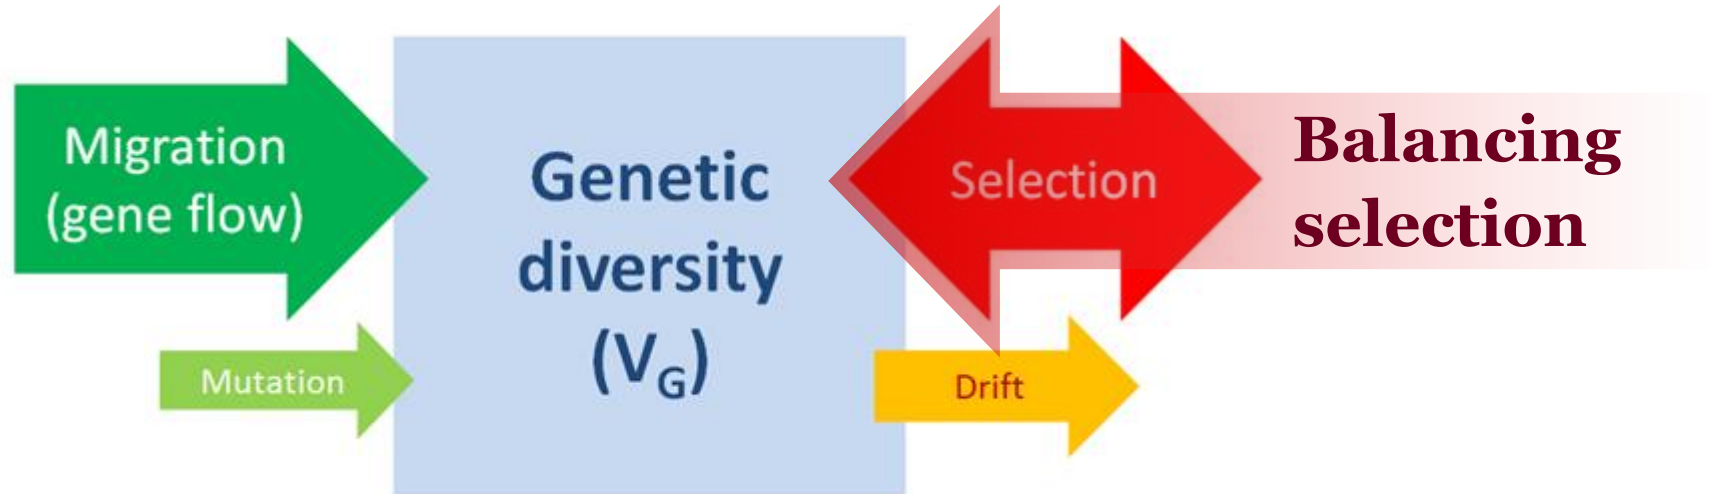 Migration
(gene flow)
Mutation
Genetic
diversity
(VG)
Selection
Drift
Balancing
selection